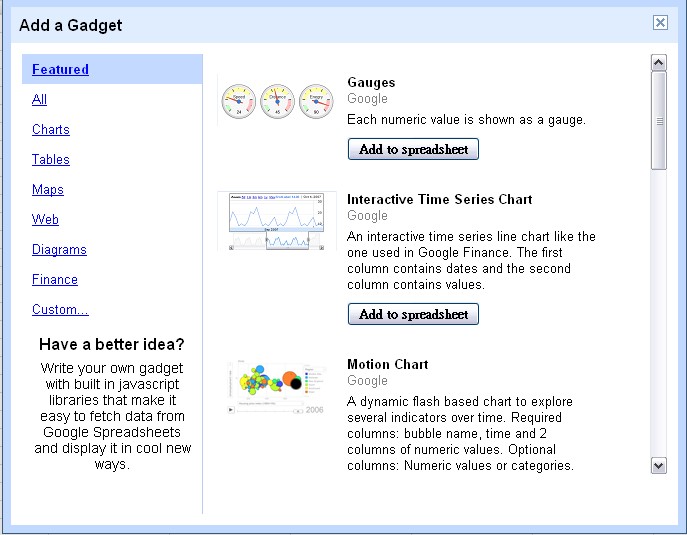 Add a Gadget
Featured
All
Charts
Tables
Maps
Web
Diagrams
Finance
Custom...
Have a better idea?
Write your own gadget
with built in javascript
libraries that make it
easy to fetch data from
Google Spreadsheets
and display it in cool new
ways.
Speed
24
45
Energy
90
Gauges
Google
Each numeric value is shown as a gauge.
Add to spreadsheet
Interactive Time Series Chart
Google
An interactive time series line chart like the
one used in Google Finance. The first
column contains dates and the second
column contains values.
Add to spreadsheet
2006
Motion Chart
Google
A dynamic flash based chart to explore
several indicators over time. Required
columns: bubble name, time and 2
columns of numeric values. Optional
columns: Numeric values or categories.